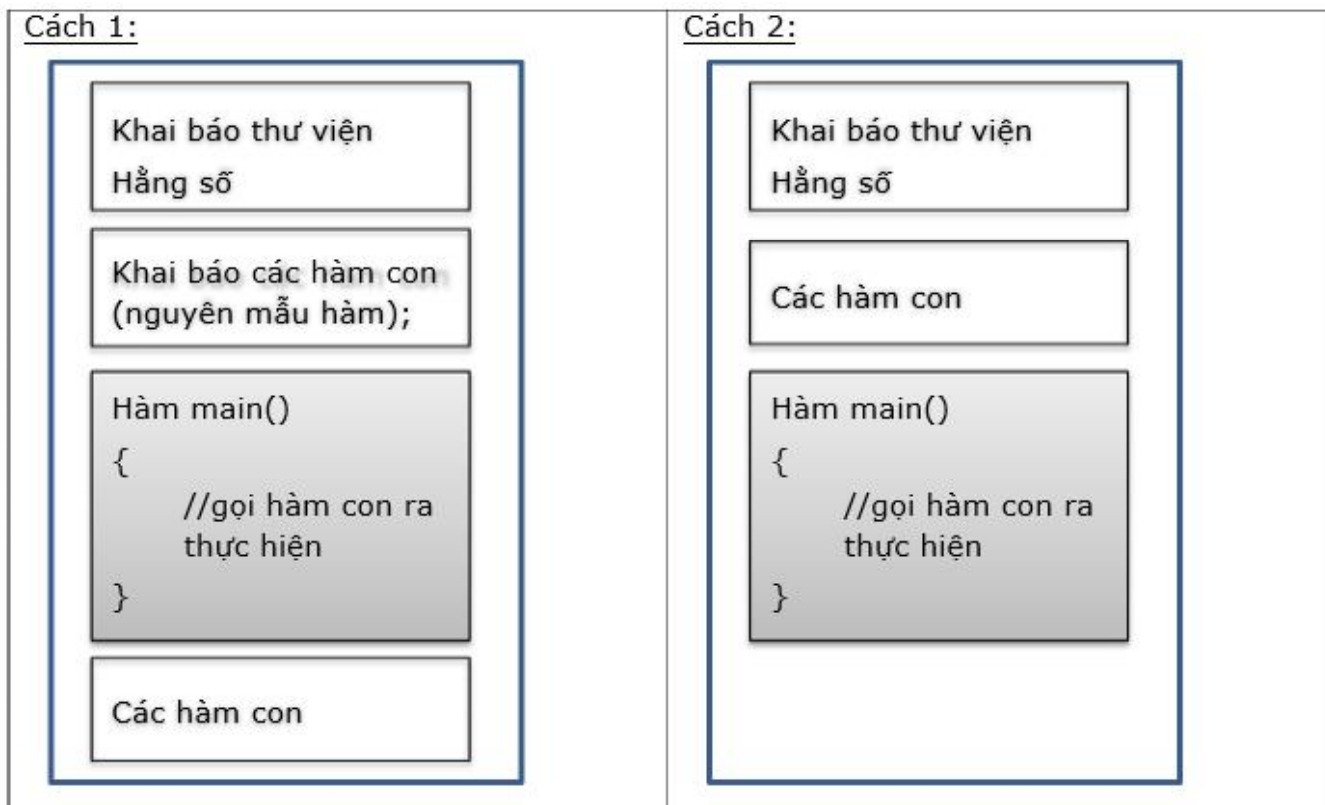 Cách 1:
Khai báo thư viện
Hằng số
Khai báo các hàm con
(nguyên mẫu hàm);
Hàm main()
{
//gọi hàm con ra
thực hiện
}
Các hàm con
Cách 2:
Khai báo thư viện
Hằng số
Các hàm con
Hàm main()
{
//gọi hàm con ra
thực hiện
}